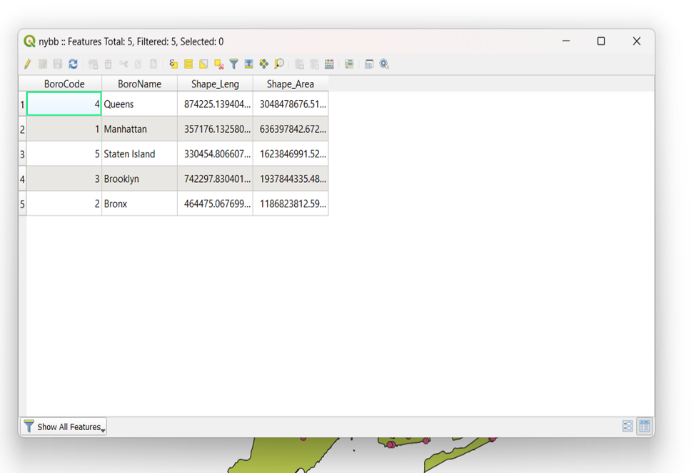 nybb :: Features Total: 5, Filtered: 5, Selected: 0
BoroCode BoroName Shape_Leng Shape_Area
1 4 Queens 874225.139404... 3048478676.51...
2 1 Manhattan 357176.132580... 636397842.672...
3 5 Staten Island 330454.806607... 1623846991.52...
4 3 Brooklyn 742297.830401... 1937844335.48...
5 2 Bronx 464475.067699... 1186823812.59...
Show All Features